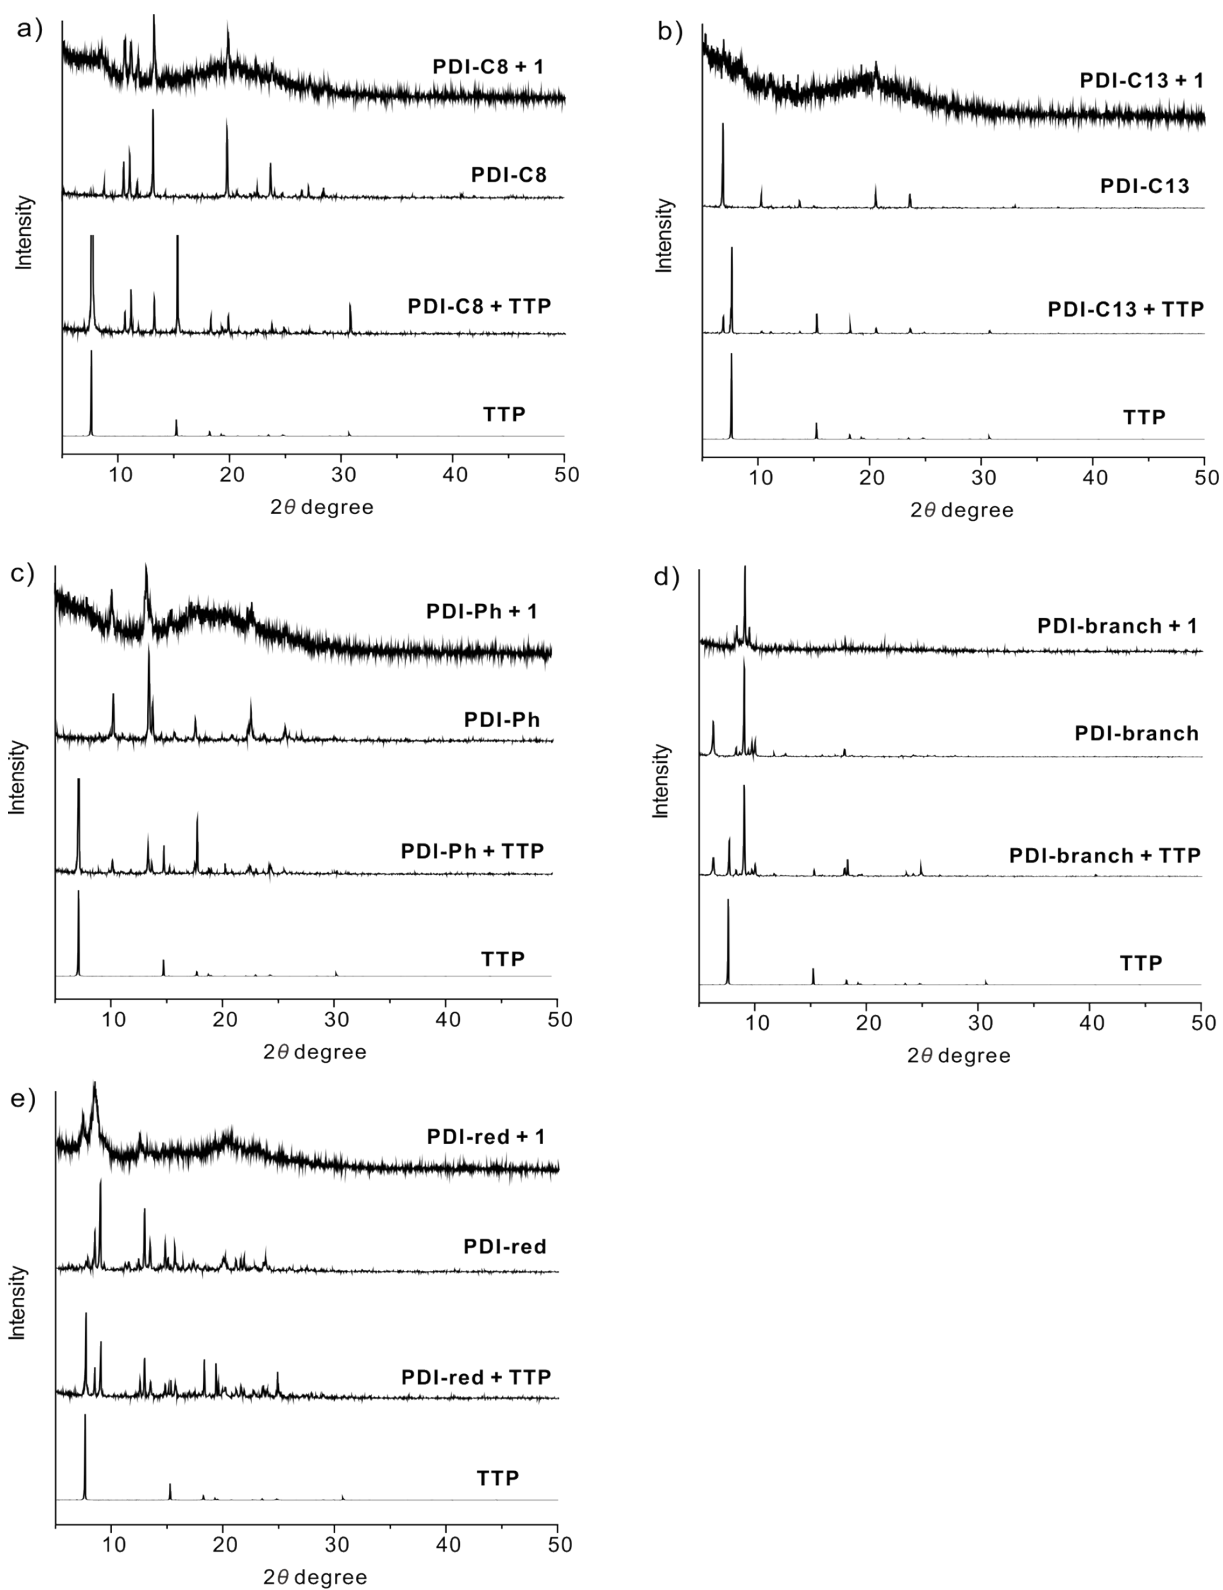 a)
PDI-C8 + 1
PDI-C8
PDI-C8 + TTP
TTP
Intensity
10 20 30 40 50
2θ degree
b)
PDI-C13 + 1
PDI-C13
PDI-C13 + TTP
TTP
Intensity
10 20 30 40 50
2θ degree
c)
PDI-Ph + 1
PDI-Ph
PDI-Ph + TTP
TTP
Intensity
10 20 30 40 50
2θ degree
d)
PDI-branch + 1
PDI-branch
PDI-branch + TTP
TTP
Intensity
10 20 30 40 50
2θ degree
e)
PDI-red + 1
PDI-red
PDI-red + TTP
TTP
Intensity
10 20 30 40 50
2θ degree